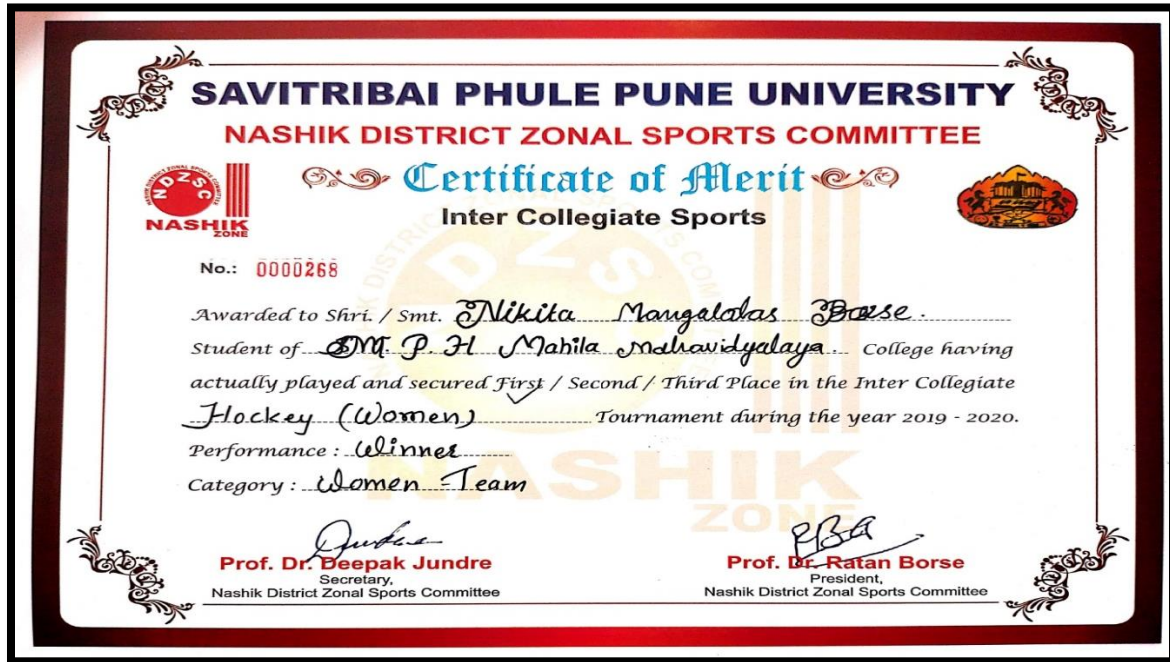 SAVITRIBAI PHULE PUNE UNIVERSITY
NASHIK DISTRICT ZONAL SPORTS COMMITTEE
Certificate of Merit
Inter Collegiate Sports
NDZSC
NASHIK
ZONE
No.: 0000268
Awarded to Shri. / Smt. Nikita Mangaldas Borse.
Student of SMT. P. H Mahila Mahavidyalaya. College having
actually played and secured First / Second / Third Place in the Inter Collegiate
Hockey (Women) Tournament during the year 2019 - 2020.
Performance : Winner
Category : Women - Team
NASHIK
ZONE
Prof. Dr. Deepak Jundre
Secretary,
Nashik District Zonal Sports Committee
Prof. Dr. Ratan Borse
President,
Nashik District Zonal Sports Committee